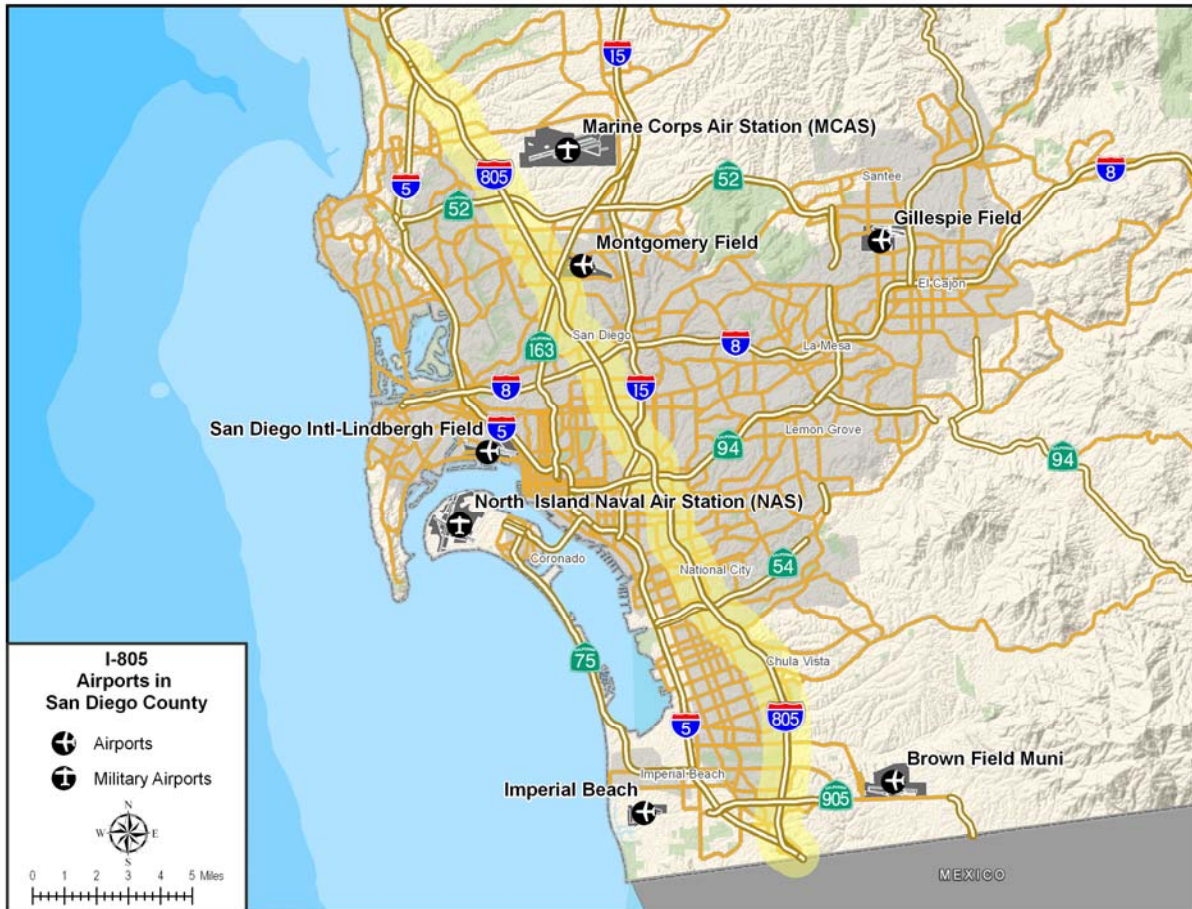 15
Marine Corps Air Station (MCAS)
805
5
52
52
Santee
8
Gillespie Field
Montgomery Field
El Cajon
San Diego
163
8
La Mesa
8
15
San Diego Intl-Lindbergh Field
5
Lemon Grove
94
94
North Island Naval Air Station (NAS)
Coronado
National City
54
75
Chula Vista
5
805
Imperial Beach
Brown Field Muni
Imperial Beach
905
MEXICO
I-805
Airports in
San Diego County
Airports
Military Airports
N
W E
S
0 1 2 3 4 5 Miles